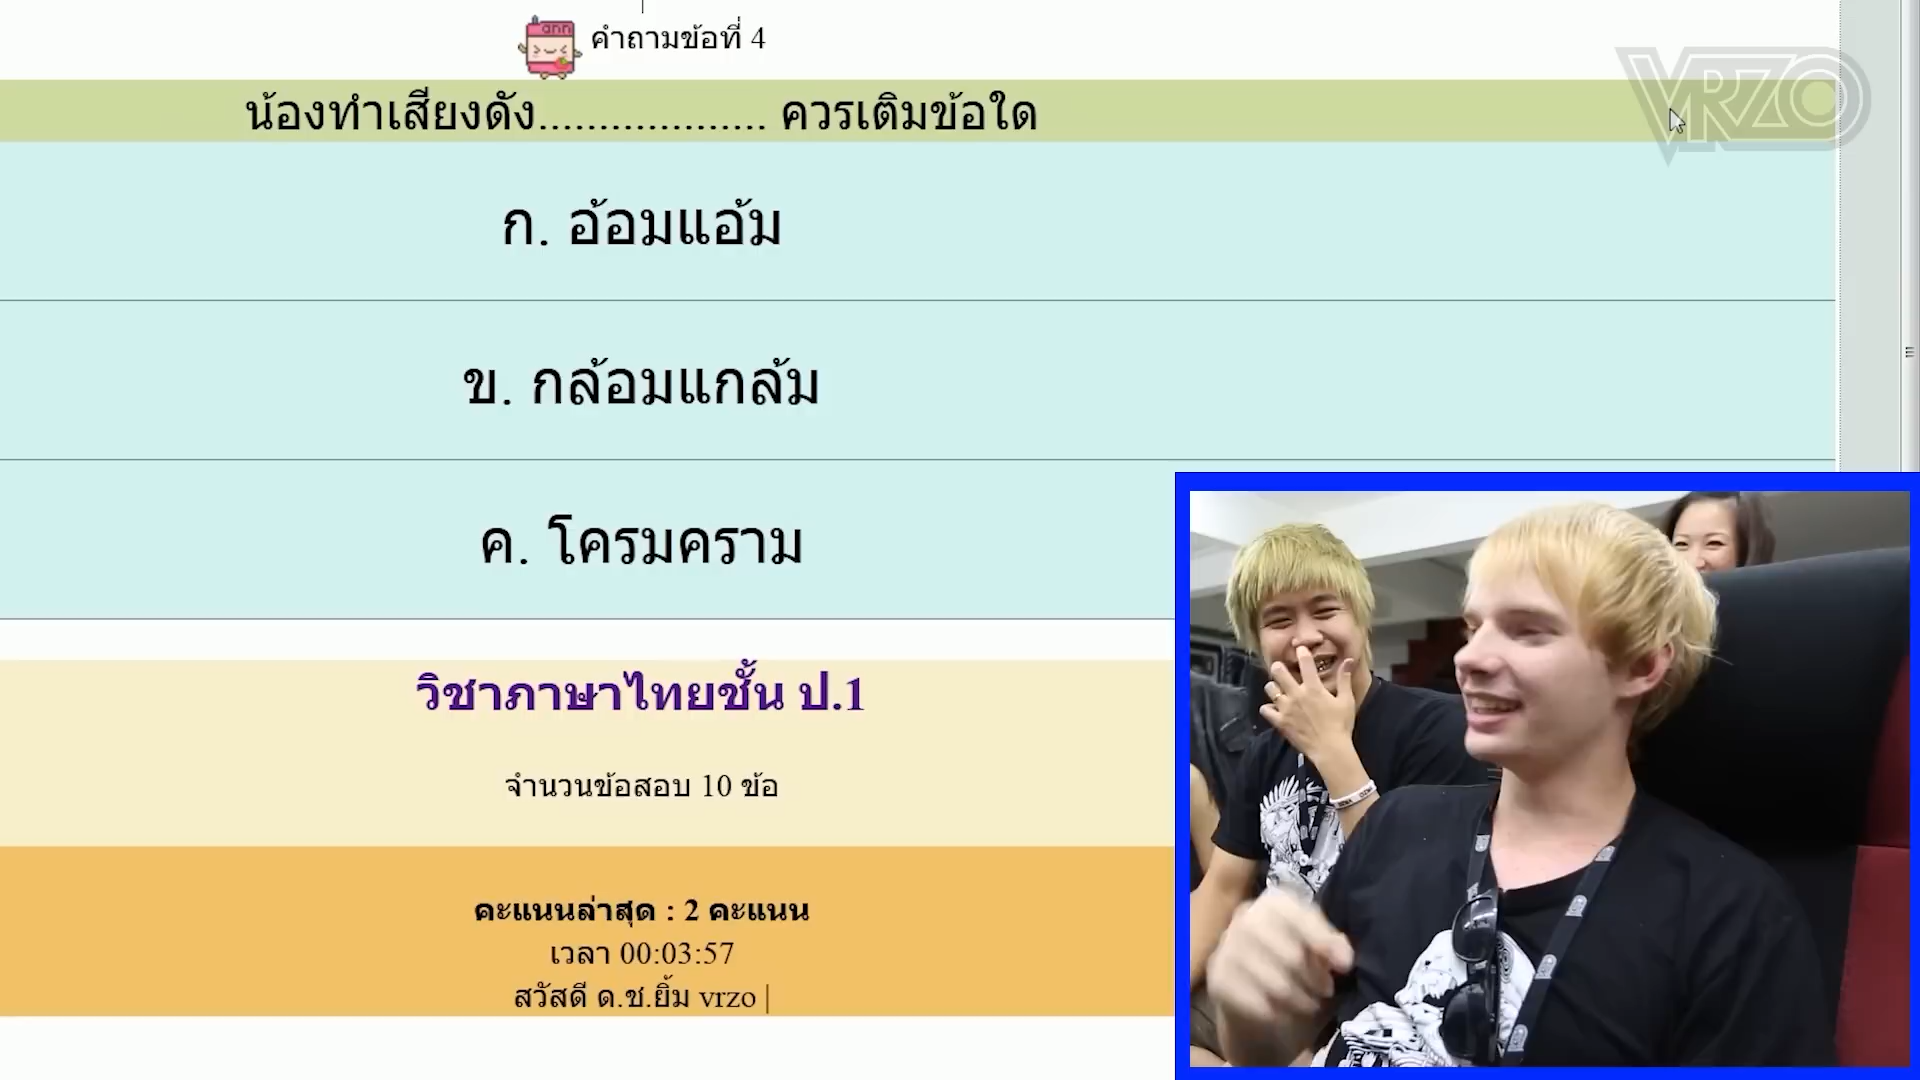 ann
คำถามข้อที่ 4
VRZO
น้องทำเสียงดัง................... ควรเติมข้อใด
ก. อ้อมแอ้ม
ข. กล้อมแกล้ม
ค. โครมคราม
วิชาภาษาไทยชั้น ป.1
จำนวนข้อสอบ 10 ข้อ
คะแนนล่าสุด : 2 คะแนน
เวลา 00:03:57
สวัสดี ด.ช.ยิ้ม vrzo |